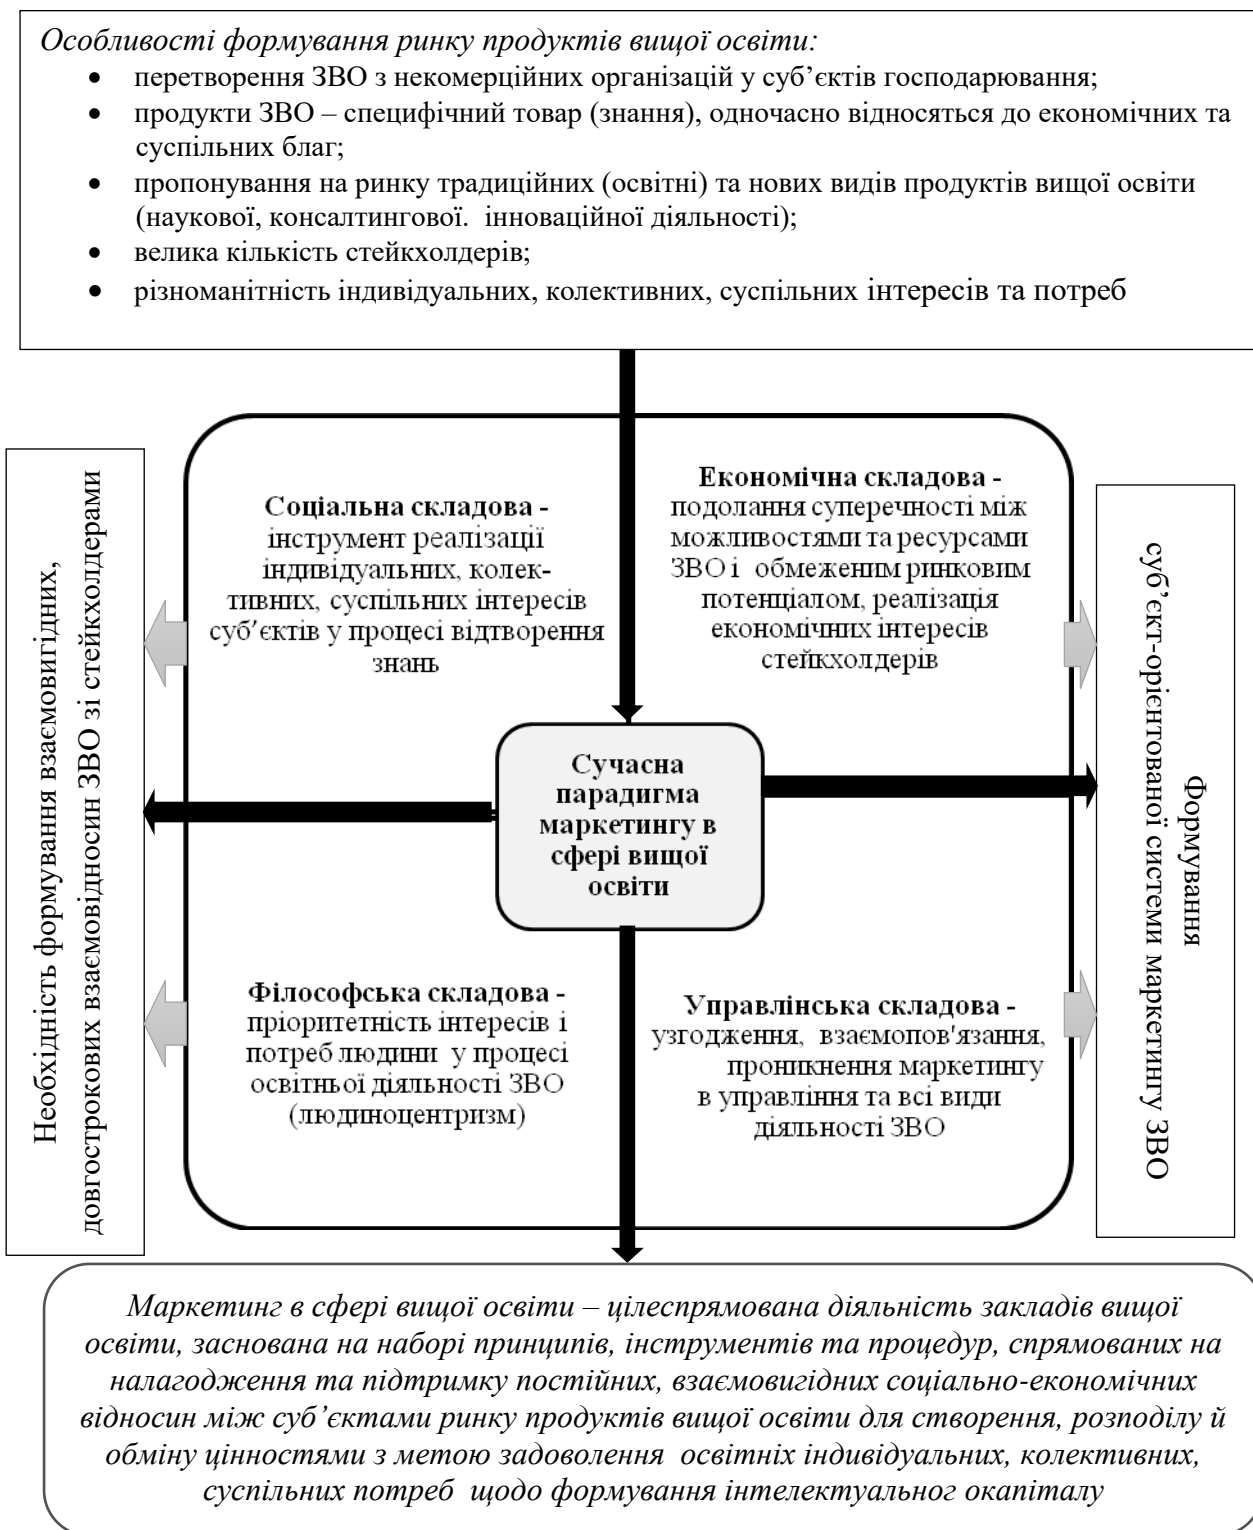 Особливості формування ринку продуктів вищої освіти:
• перетворення ЗВО з некомерційних організацій у суб’єктів господарювання;
• продукти ЗВО – специфічний товар (знання), одночасно відносяться до економічних та
суспільних благ;
• пропонування на ринку традиційних (освітні) та нових видів продуктів вищої освіти
(наукової, консалтингової. інноваційної діяльності);
• велика кількість стейкхолдерів;
• різноманітність індивідуальних, колективних, суспільних інтересів та потреб
Необхідність формування взаємовигідних,
довгострокових взаємовідносин ЗВО зі стейкхолдерами
Соціальна складова -
інструмент реалізації
індивідуальних, колек-
тивних, суспільних інтересів
суб'єктів у процесі відтворення
знань
Економічна складова -
подолання суперечності між
можливостями та ресурсами
ЗВО і обмеженим ринковим
потенціалом, реалізація
економічних інтересів
стейкхолдерів
Сучасна
парадигма
маркетингу в
сфері вищої
освіти
Філософська складова -
пріоритетність інтересів і
потреб людини у процесі
освітньої діяльності ЗВО
(людиноцентризм)
Управлінська складова -
узгодження, взаємопов'язання,
проникнення маркетингу
в управління та всі види
діяльності ЗВО
Формування
суб’єкт-орієнтованої системи маркетингу ЗВО
Маркетинг в сфері вищої освіти – цілеспрямована діяльність закладів вищої
освіти, заснована на наборі принципів, інструментів та процедур, спрямованих на
налагодження та підтримку постійних, взаємовигідних соціально-економічних
відносин між суб’єктами ринку продуктів вищої освіти для створення, розподілу й
обміну цінностями з метою задоволення освітніх індивідуальних, колективних,
суспільних потреб щодо формування інтелектуальног окапіталу